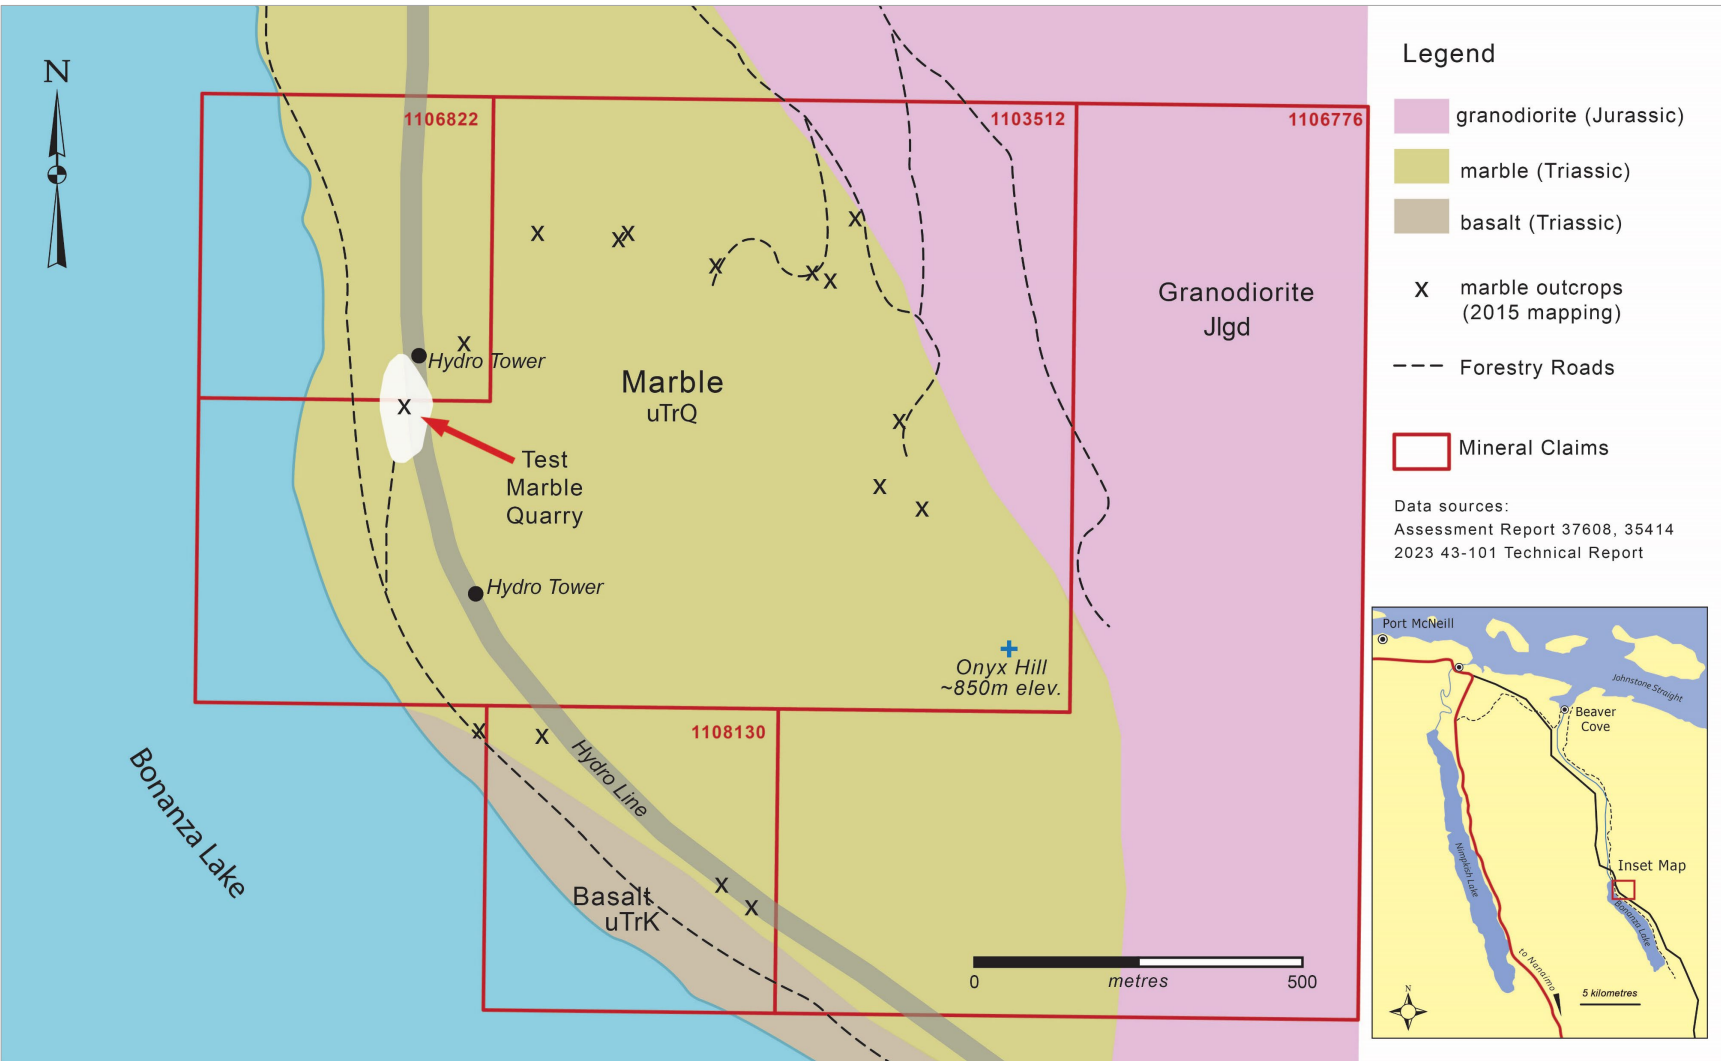 N
1106822
1103512
1106776
X
X
X
X
X
X
X
X
Hydro Tower
Granodiorite
Jlgd
Marble
uTrQ
X
X
Test
Marble
Quarry
X
X
Hydro Tower
Onyx Hill
~850m elev.
X
X
1108130
Hydro Line
Bonanza Lake
Basalt
uTrK
X
X
0
metres
500
Legend
granodiorite (Jurassic)
marble (Triassic)
basalt (Triassic)
X
marble outcrops
(2015 mapping)
Forestry Roads
Mineral Claims
Data sources:
Assessment Report 37608, 35414
2023 43-101 Technical Report
Port McNeill
Johnstone Straight
Beaver
Cove
Nimpkish Lake
Inset Map
Bonanza Lake
to Nanaimo
N
5 kilometres